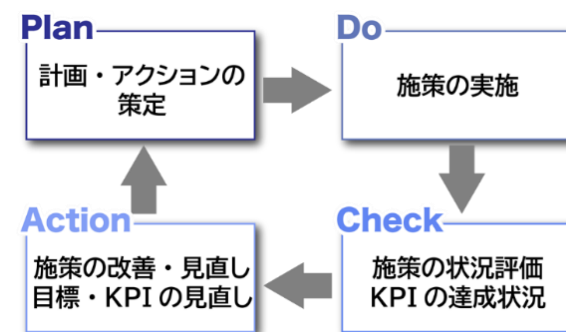 Plan
計画・アクションの
策定
Do
施策の実施
Check
施策の状況評価
KPI の達成状況
Action
施策の改善・見直し
目標・KPI の見直し